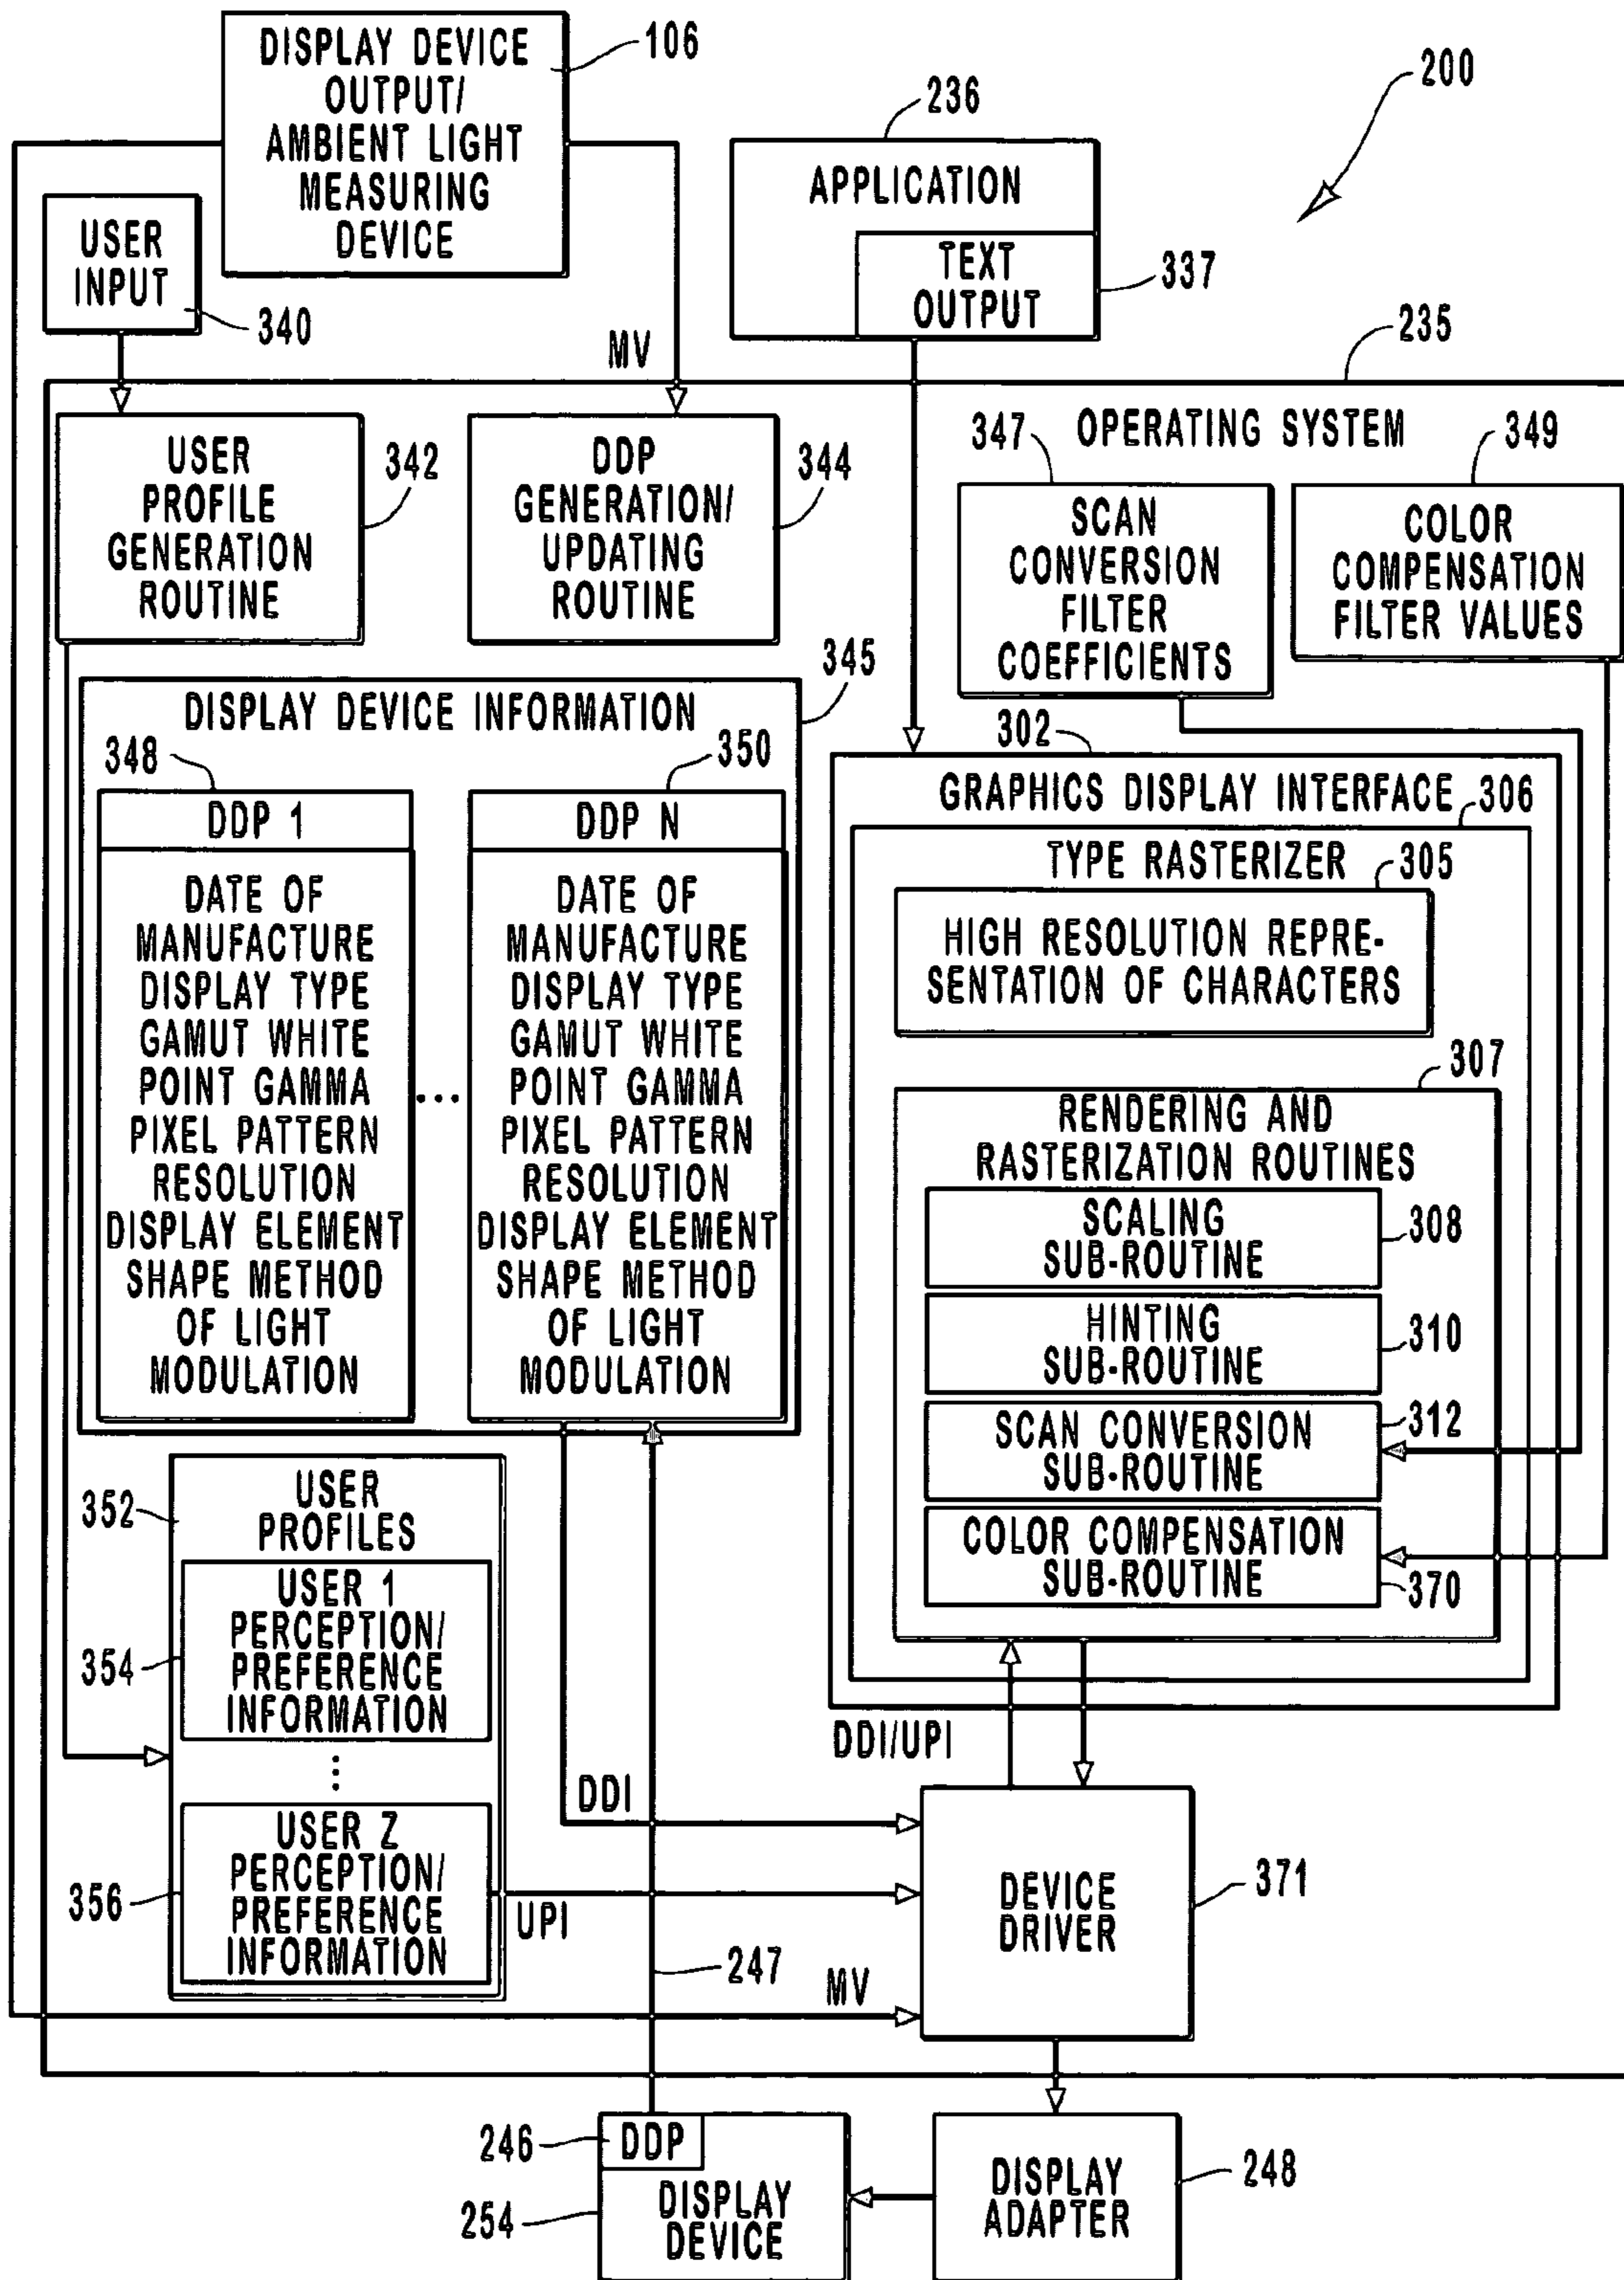 DISPLAY DEVICE
OUTPUT/
AMBIENT LIGHT
MEASURING
DEVICE
106
200
236
APPLICATION
TEXT
OUTPUT
337
USER
INPUT
340
MV
235
OPERATING SYSTEM
USER
PROFILE
GENERATION
ROUTINE
342
DDP
GENERATION/
UPDATING
ROUTINE
344
347
SCAN
CONVERSION
FILTER
COEFFICIENTS
349
COLOR
COMPENSATION
FILTER VALUES
345
DISPLAY DEVICE INFORMATION
348
DDP 1
DATE OF
MANUFACTURE
DISPLAY TYPE
GAMUT WHITE
POINT GAMMA
PIXEL PATTERN
RESOLUTION
DISPLAY ELEMENT
SHAPE METHOD
OF LIGHT
MODULATION
...
350
DDP N
DATE OF
MANUFACTURE
DISPLAY TYPE
GAMUT WHITE
POINT GAMMA
PIXEL PATTERN
RESOLUTION
DISPLAY ELEMENT
SHAPE METHOD
OF LIGHT
MODULATION
302
GRAPHICS DISPLAY INTERFACE
306
TYPE RASTERIZER
305
HIGH RESOLUTION REPRE-
SENTATION OF CHARACTERS
307
RENDERING AND
RASTERIZATION ROUTINES
SCALING
SUB-ROUTINE
308
HINTING
SUB-ROUTINE
310
SCAN CONVERSION
SUB-ROUTINE
312
COLOR COMPENSATION
SUB-ROUTINE
370
352
USER
PROFILES
354
USER 1
PERCEPTION/
PREFERENCE
INFORMATION
...
356
USER Z
PERCEPTION/
PREFERENCE
INFORMATION
DDI
UPI
247
MV
DDI/UPI
DEVICE
DRIVER
371
246
DDP
254
DISPLAY
DEVICE
DISPLAY
ADAPTER
248